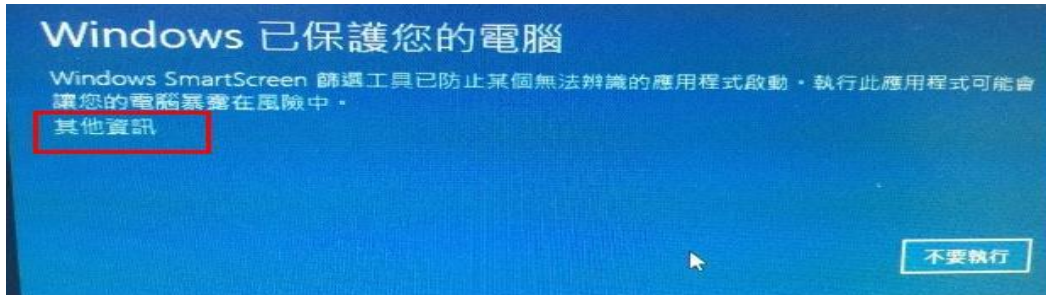 Windows 已保護您的電腦
Windows SmartScreen 篩選工具已防止某個無法辨識的應用程式啟動。執行此應用程式可能會
讓您的電腦暴露在風險中。
其他資訊
不要執行